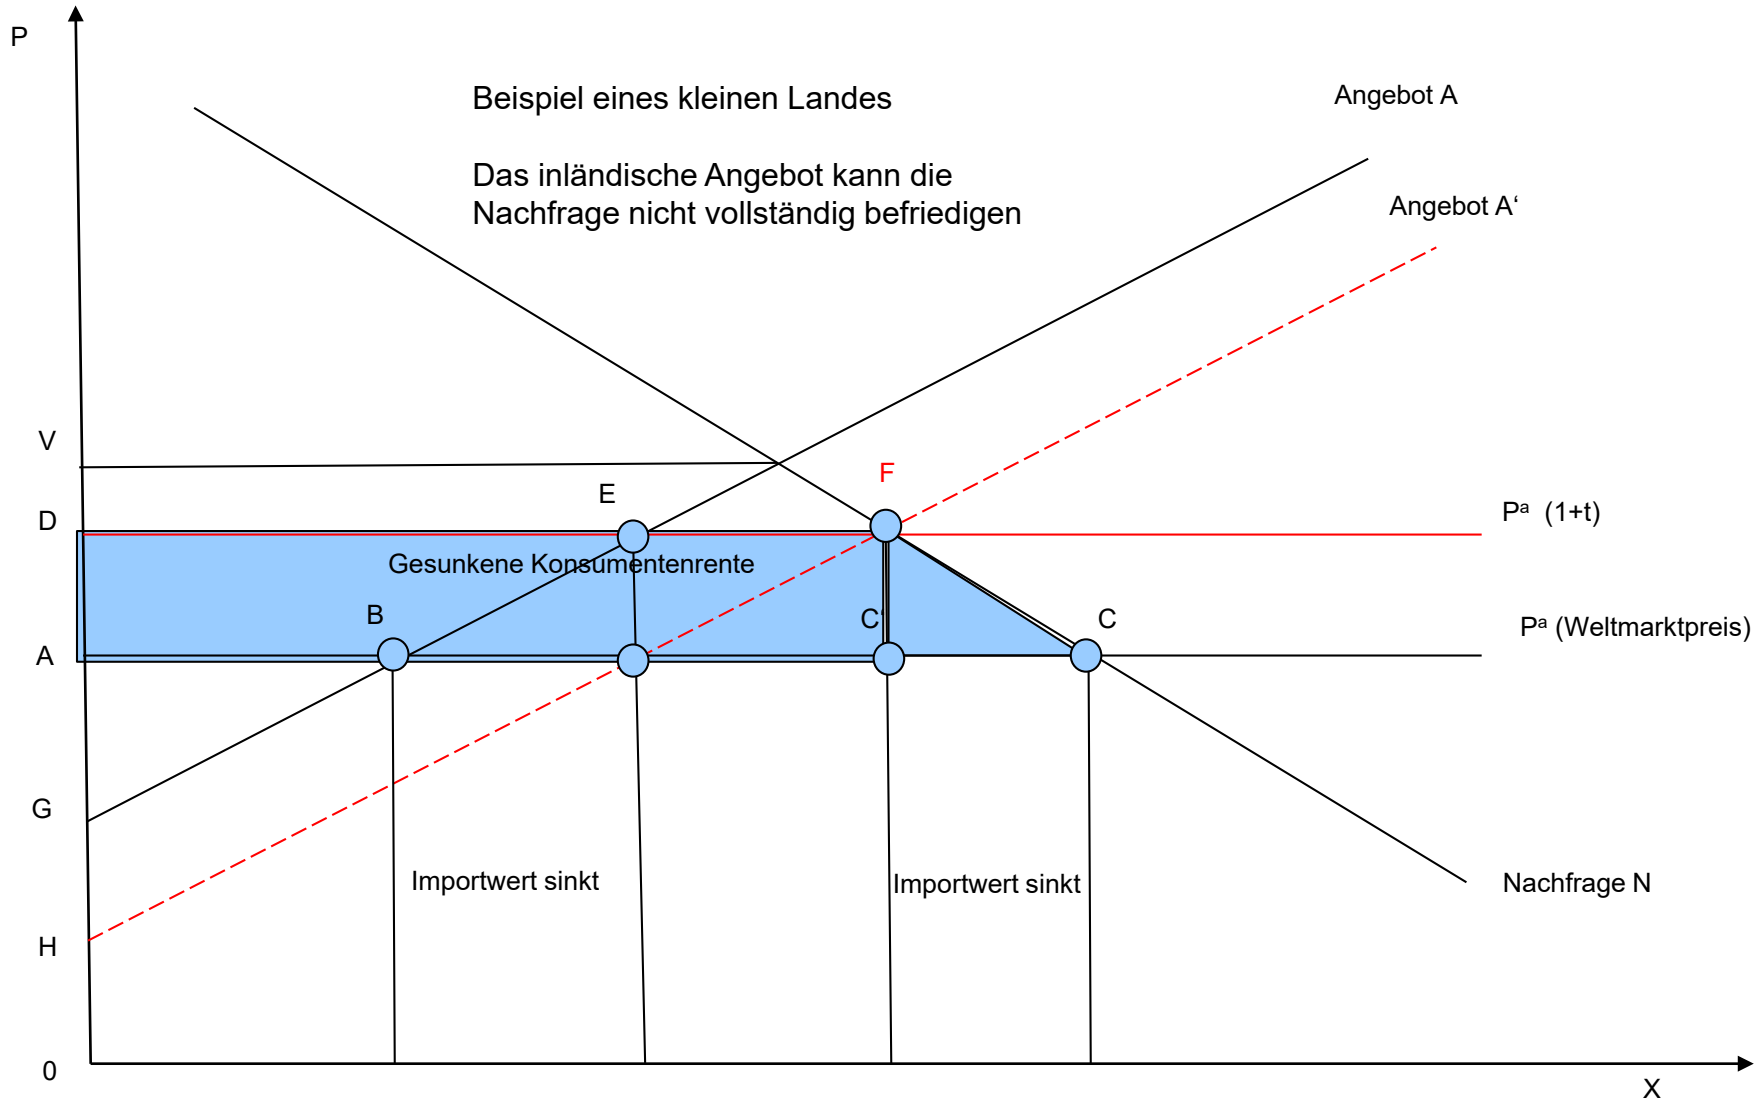 P
Beispiel eines kleinen Landes
Das inländische Angebot kann die
Nachfrage nicht vollständig befriedigen
Angebot A
Angebot A‘
V
E
F
D
Pᵃ (1+t)
Gesunkene Konsumentenrente
B
C‘
C
A
Pᵃ (Weltmarktpreis)
G
Importwert sinkt
Importwert sinkt
Nachfrage N
H
0
X